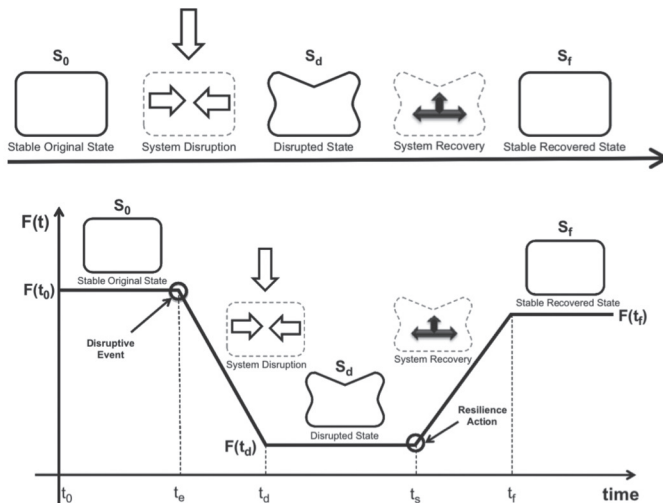 S0 Sd Sf
Stable Original State System Disruption Disrupted State System Recovery Stable Recovered State
F(t) S0 Sf
Stable Original State Stable Recovered State
F(t0) F(tf)
Disruptive
Event
System Disruption System Recovery
Sd
Resilience
Action
Disrupted State
F(td)
t0 te td ts tf time